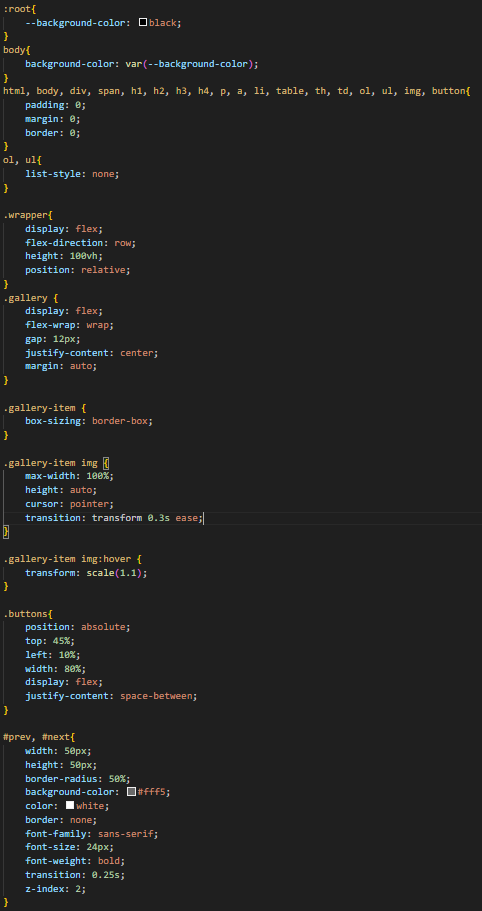 :root{
--background-color: black;
}
body{
background-color: var(--background-color);
}
html, body, div, span, h1, h2, h3, h4, p, a, li, table, th, td, ol, ul, img, button{
padding: 0;
margin: 0;
border: 0;
}
ol, ul{
list-style: none;
}
.wrapper{
display: flex;
flex-direction: row;
height: 100vh;
position: relative;
}
.gallery {
display: flex;
flex-wrap: wrap;
gap: 12px;
justify-content: center;
margin: auto;
}
.gallery-item {
box-sizing: border-box;
}
.gallery-item img {
max-width: 100%;
height: auto;
cursor: pointer;
transition: transform 0.3s ease;
}
.gallery-item img:hover {
transform: scale(1.1);
}
.buttons{
position: absolute;
top: 45%;
left: 10%;
width: 80%;
display: flex;
justify-content: space-between;
}
#prev, #next{
width: 50px;
height: 50px;
border-radius: 50%;
background-color: #fff5;
color: white;
border: none;
font-family: sans-serif;
font-size: 24px;
font-weight: bold;
transition: 0.25s;
z-index: 2;
}